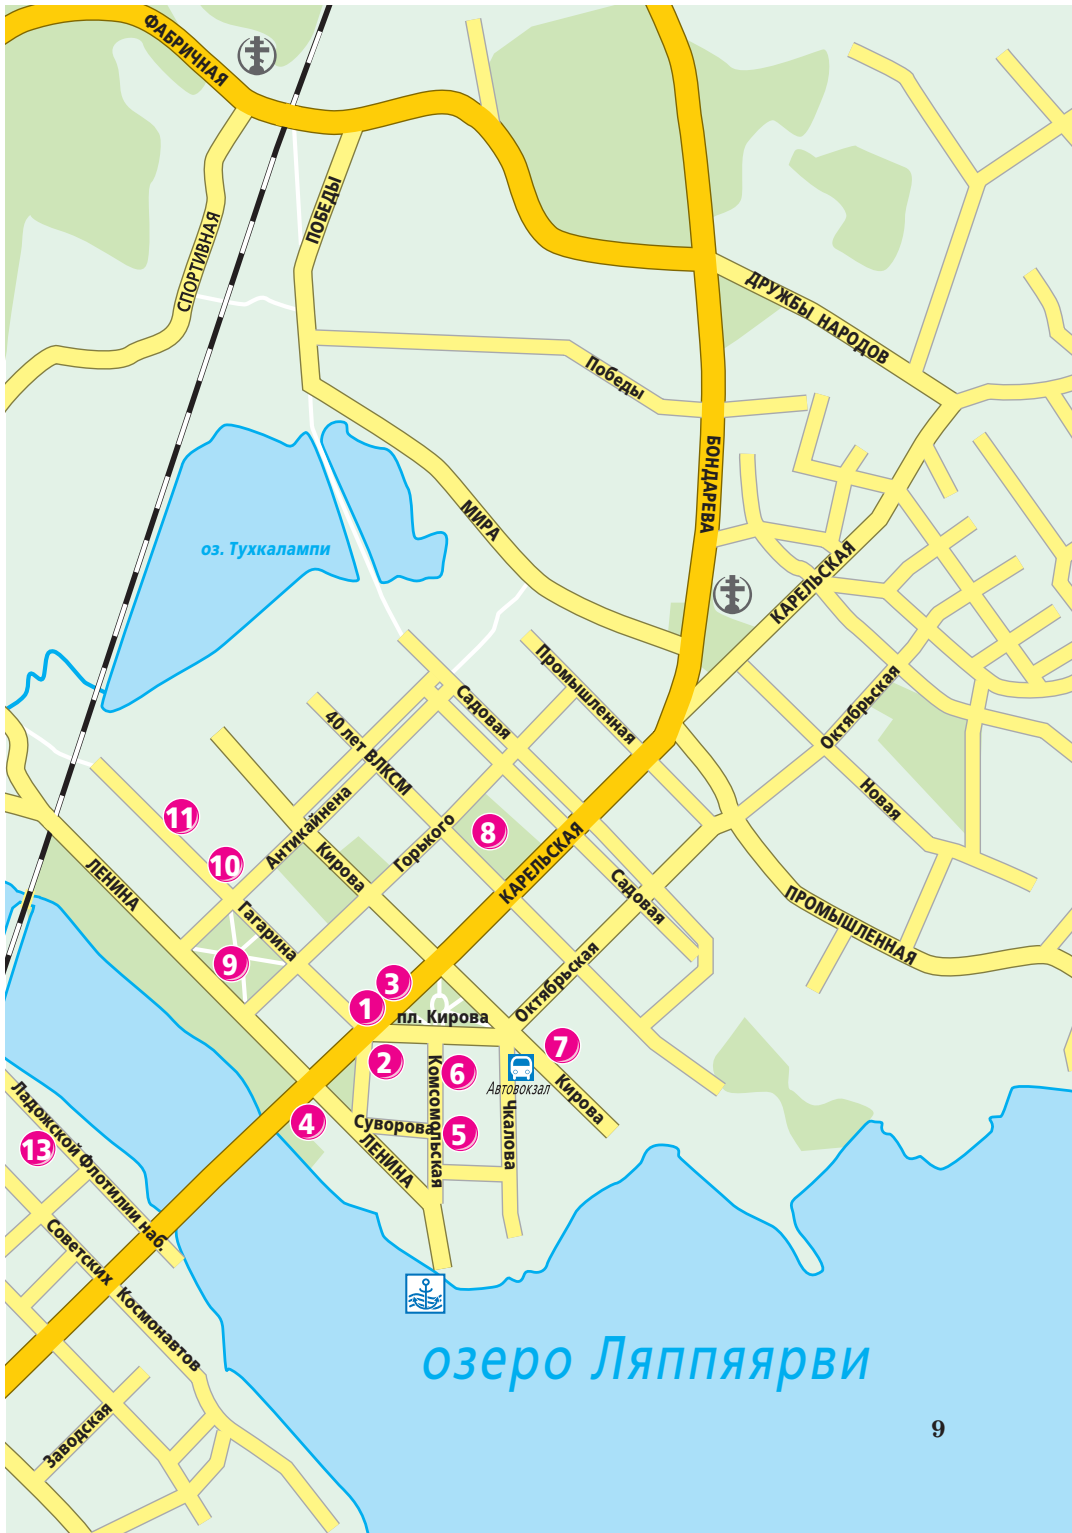 ФАБРИЧНАЯ
ПОБЕДЫ
СПОРТИВНАЯ
ДРУЖБЫ НАРОДОВ
Победы
БОНДАРЕВА
МИРА
оз. Тухкалампи
КАРЕЛЬСКАЯ
Промышленная
Садовая
Октябрьская
40 лет ВЛКСМ
Новая
11
Антикайнена
8
Горького
10
Кирова
КАРЕЛЬСКАЯ
ЛЕНИНА
Садовая
Гагарина
ПРОМЫШЛЕННАЯ
9
3
Октябрьская
1
пл. Кирова
2
6
7
Автовокзал
Комсомольская
Кирова
4
Суворова
5
Чкалова
13
Ладожской Флотилии наб.
ЛЕНИНА
Советских Космонавтов
озеро Ляппяярви
Заводская
9